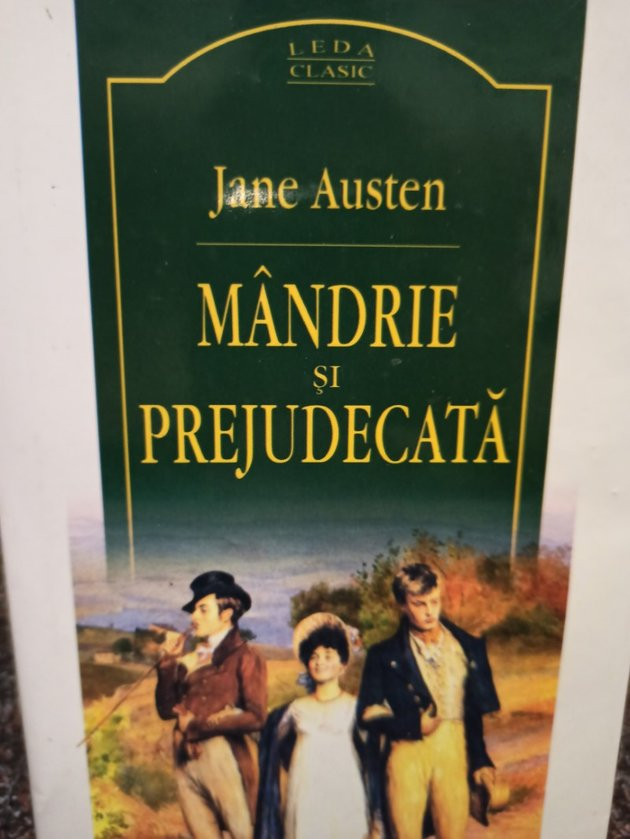 LEDA
CLASIC
Jane Austen
MÂNDRIE
ŞI
PREJUDECATĂ